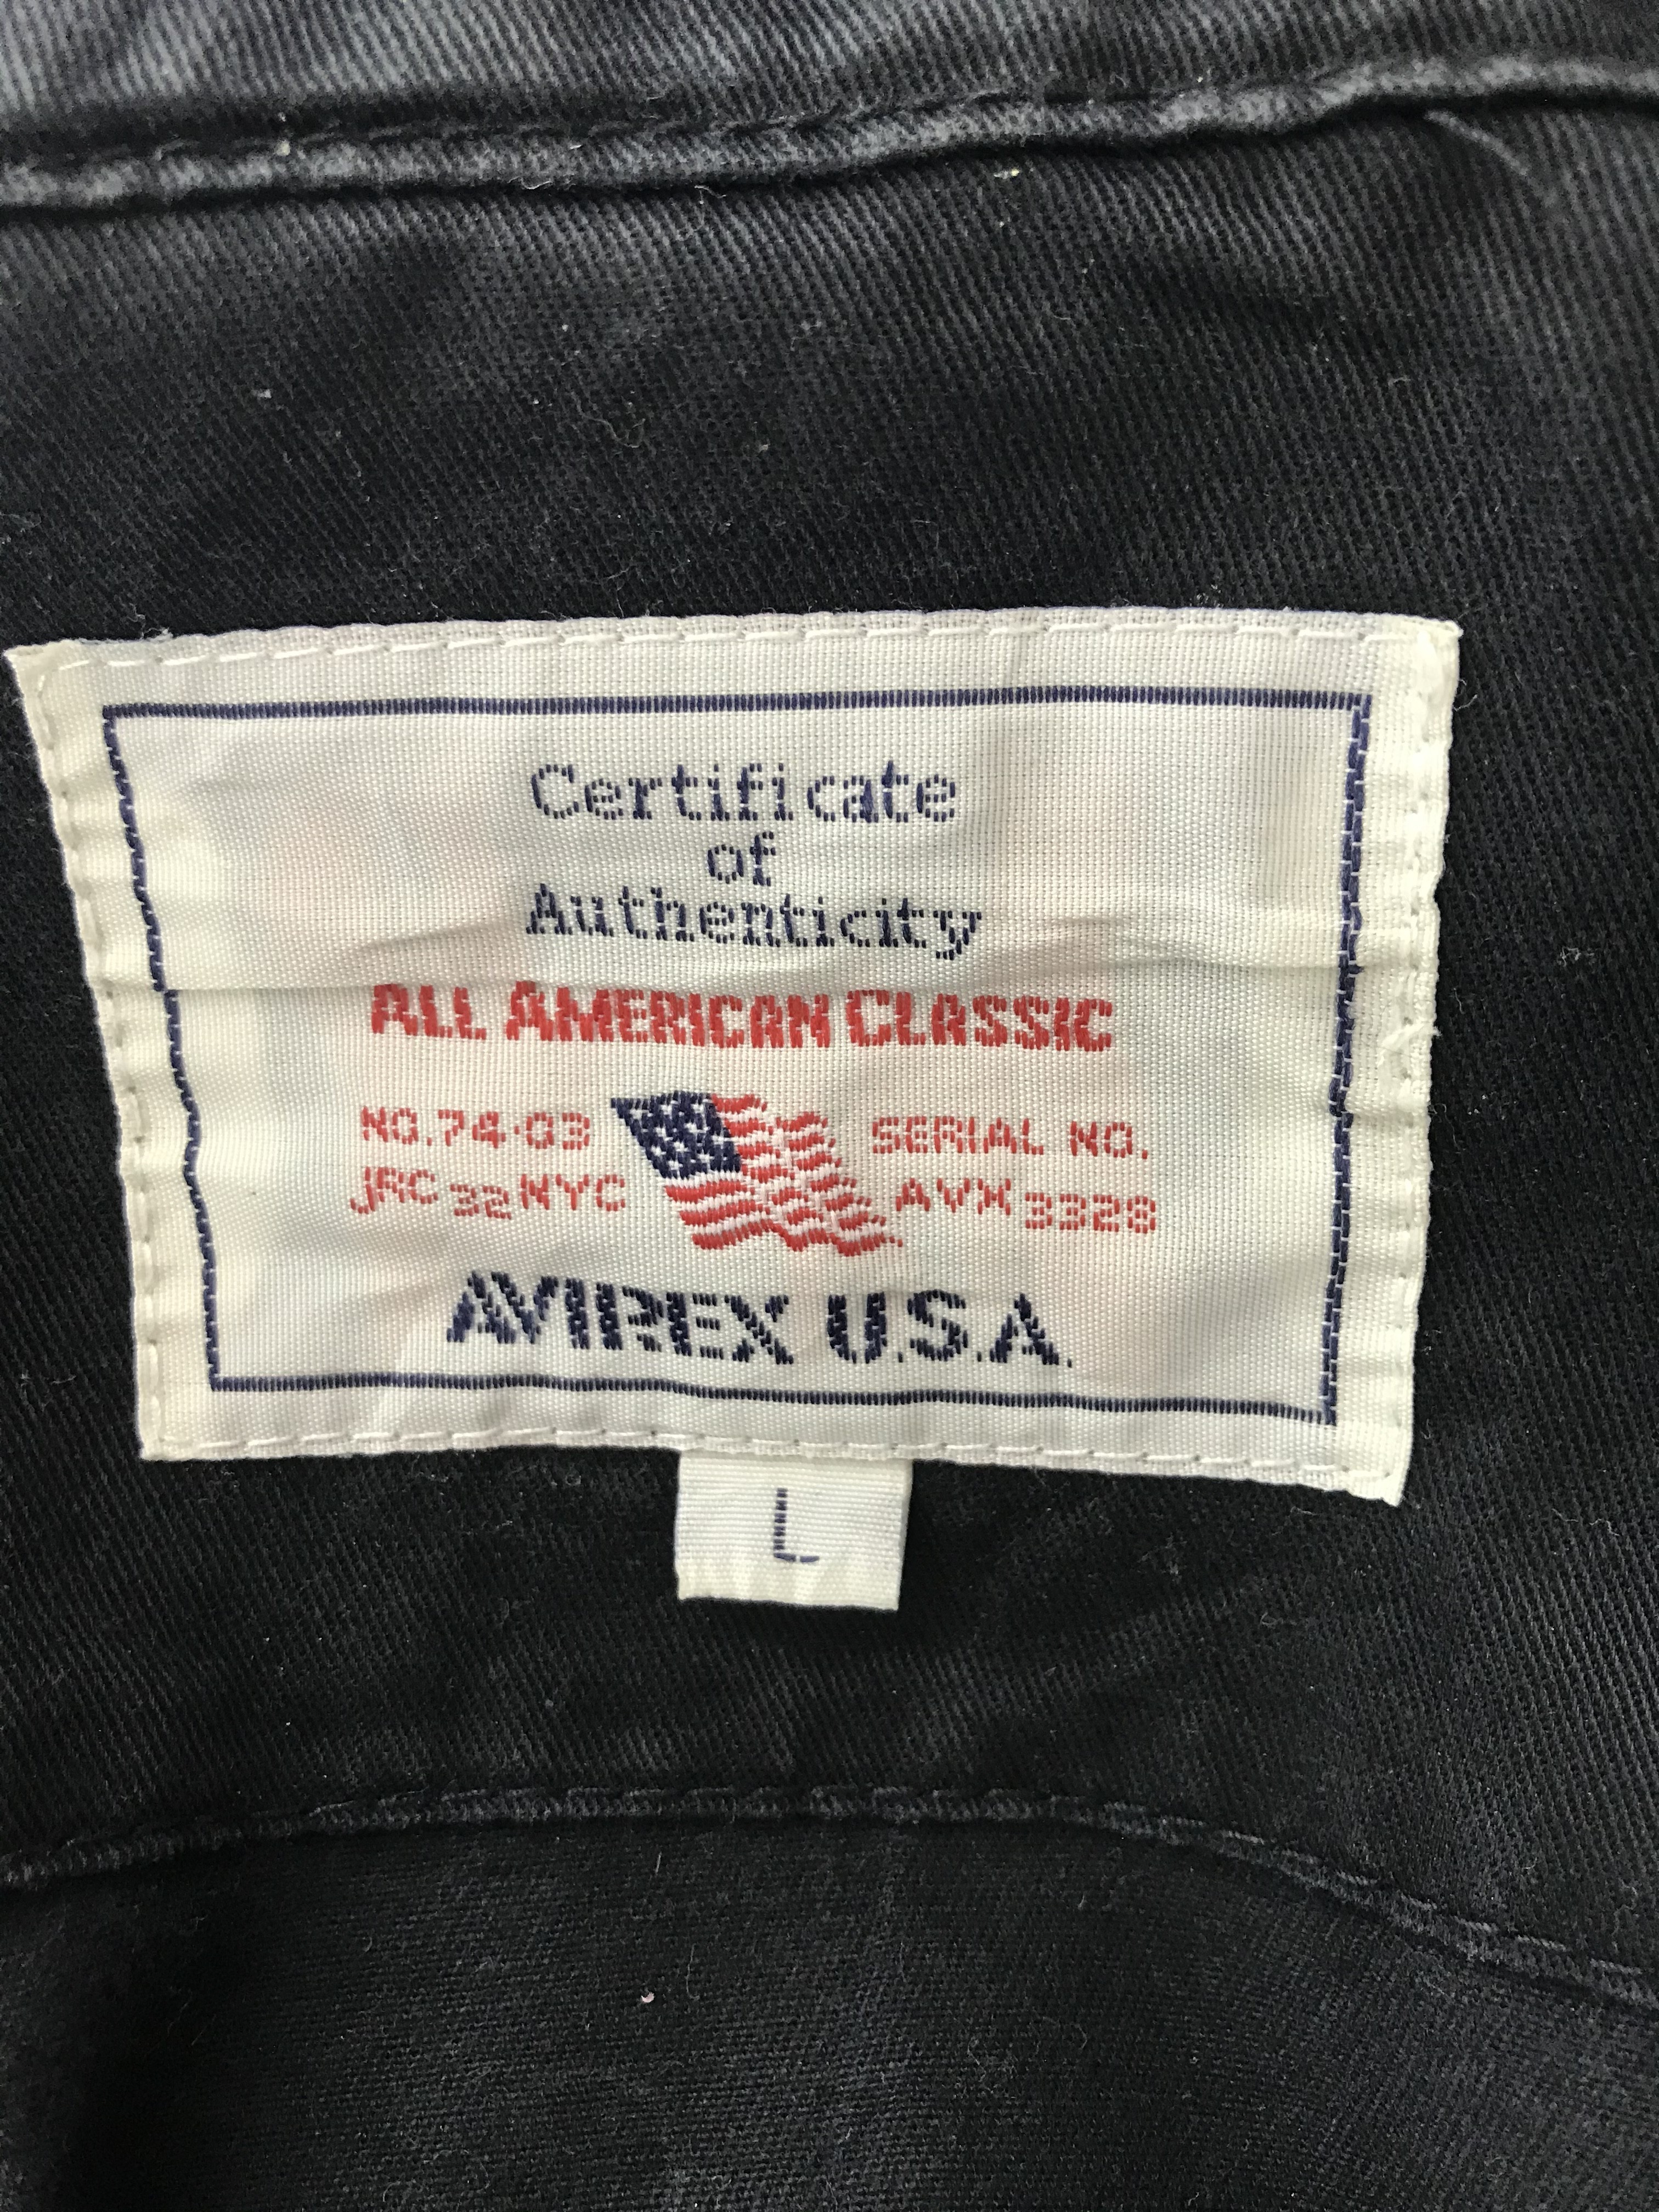 Certificate
of
Authenticity
ALL AMERICAN CLASSIC
NO.74-03 SERIAL NO.
JRC 32 NYC AVX 3328
AVIREX U.S.A.
L